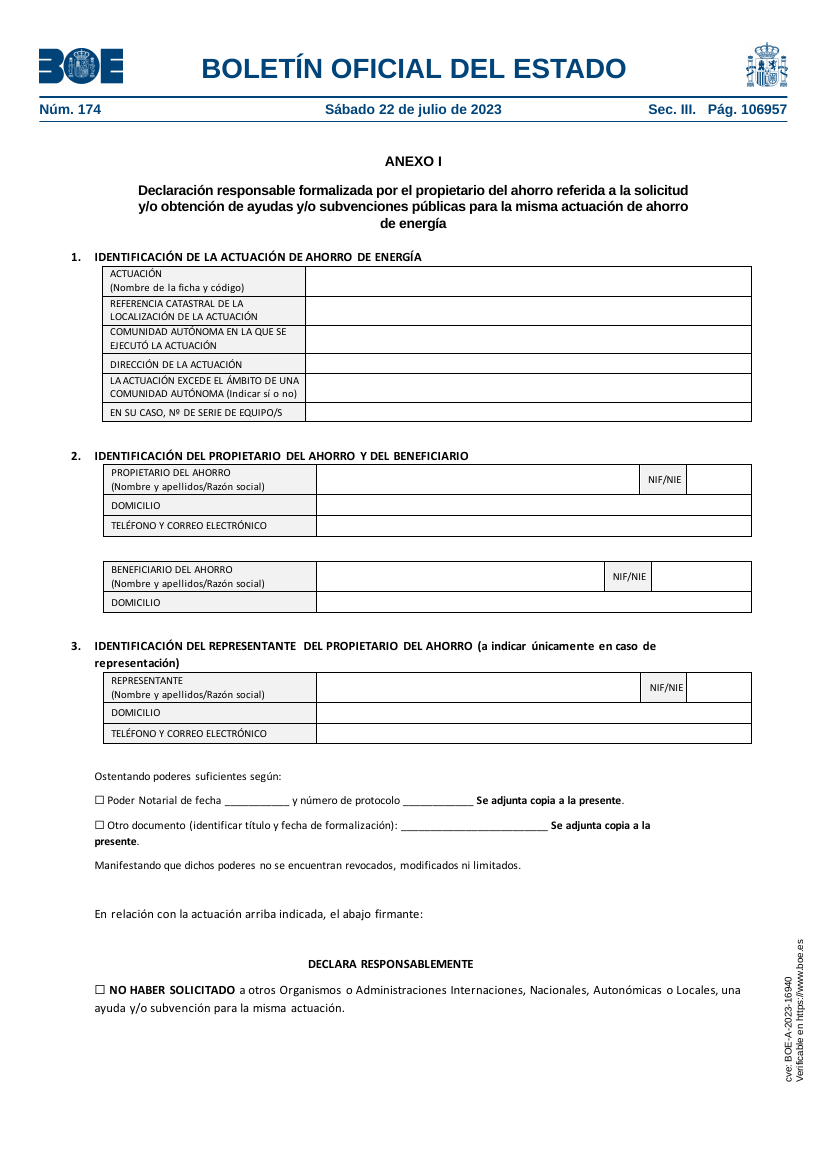 BOE
BOLETÍN OFICIAL DEL ESTADO
Núm. 174 Sábado 22 de julio de 2023 Sec. III. Pág. 106957
ANEXO I
Declaración responsable formalizada por el propietario del ahorro referida a la solicitud
y/o obtención de ayudas y/o subvenciones públicas para la misma actuación de ahorro
de energía
1. IDENTIFICACIÓN DE LA ACTUACIÓN DE AHORRO DE ENERGÍA
ACTUACIÓN
(Nombre de la ficha y código)
REFERENCIA CATASTRAL DE LA
LOCALIZACIÓN DE LA ACTUACIÓN
COMUNIDAD AUTÓNOMA EN LA QUE SE
EJECUTÓ LA ACTUACIÓN
DIRECCIÓN DE LA ACTUACIÓN
LA ACTUACIÓN EXCEDE EL ÁMBITO DE UNA
COMUNIDAD AUTÓNOMA (Indicar sí o no)
EN SU CASO, Nº DE SERIE DE EQUIPO/S
2. IDENTIFICACIÓN DEL PROPIETARIO DEL AHORRO Y DEL BENEFICIARIO
PROPIETARIO DEL AHORRO
(Nombre y apellidos/Razón social)
NIF/NIE
DOMICILIO
TELÉFONO Y CORREO ELECTRÓNICO
BENEFICIARIO DEL AHORRO
(Nombre y apellidos/Razón social)
NIF/NIE
DOMICILIO
3. IDENTIFICACIÓN DEL REPRESENTANTE DEL PROPIETARIO DEL AHORRO (a indicar únicamente en caso de
representación)
REPRESENTANTE
(Nombre y apellidos/Razón social)
NIF/NIE
DOMICILIO
TELÉFONO Y CORREO ELECTRÓNICO
Ostentando poderes suficientes según:
☐ Poder Notarial de fecha ___________ y número de protocolo ____________ Se adjunta copia a la presente.
☐ Otro documento (identificar título y fecha de formalización): _________________________ Se adjunta copia a la
presente.
Manifestando que dichos poderes no se encuentran revocados, modificados ni limitados.
En relación con la actuación arriba indicada, el abajo firmante:
DECLARA RESPONSABLEMENTE
☐ NO HABER SOLICITADO a otros Organismos o Administraciones Internaciones, Nacionales, Autonómicas o Locales, una
ayuda y/o subvención para la misma actuación.
cve: BOE-A-2023-16940
Verificable en https://www.boe.es